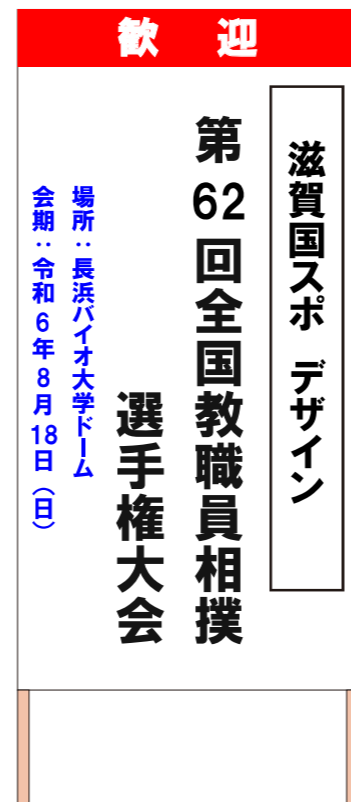 歓迎
滋賀国スポ デザイン
第62回全国教職員相撲
選手権大会
場所：長浜バイオ大学ドーム
会期：令和6年8月18日（日）